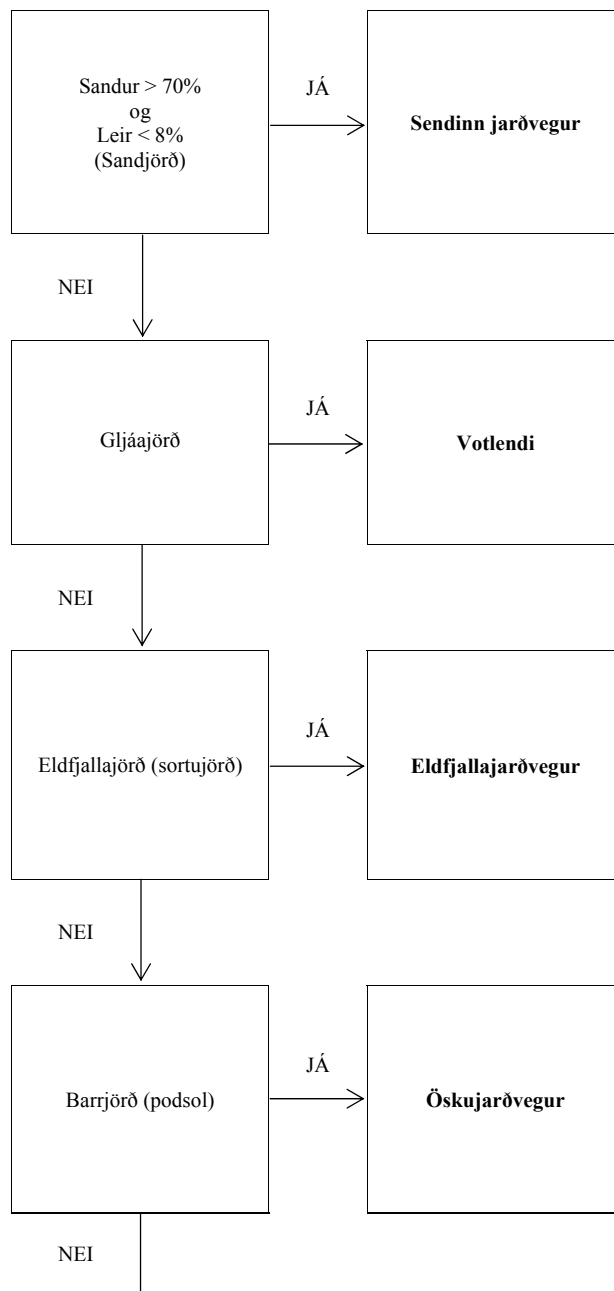 Sandur > 70%
og
Leir < 8%
(Sandjörð)
JÁ
Sendinn jarðvegur
NEI
Gljáajörð
JÁ
Votlendi
NEI
Eldfjallajörð (sortujörð)
JÁ
Eldfjallajarðvegur
NEI
Barrjörð (podsol)
JÁ
Öskujarðvegur
NEI